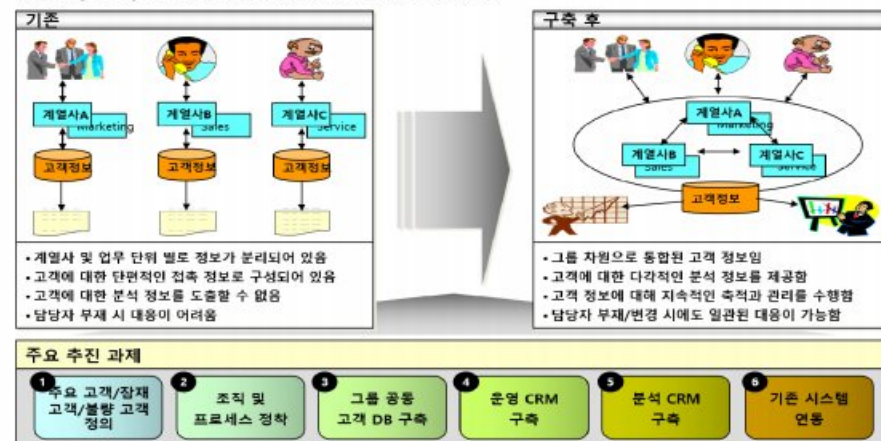 기존
계열사A
Marketing
계열사B
Sales
계열사C
Service
고객정보
고객정보
고객정보
• 계열사 및 업무 단위 별로 정보가 분리되어 있음
• 고객에 대한 단편적인 접촉 정보로 구성되어 있음
• 고객에 대한 분석 정보를 도출할 수 없음
• 담당자 부재 시 대응이 어려움
구축 후
계열사A
Marketing
계열사B
Sales
계열사C
Service
고객정보
• 그룹 차원으로 통합된 고객 정보임
• 고객에 대한 다각적인 분석 정보를 제공함
• 고객 정보에 대해 지속적인 축적과 관리를 수행함
• 담당자 부재/변경 시에도 일관된 대응이 가능함
주요 추진 과제
1
주요 고객/잠재
고객/불량 고객
정의
2
조직 및
프로세스 정착
3
그룹 공동
고객 DB 구축
4
운영 CRM
구축
5
분석 CRM
구축
6
기존 시스템
연동